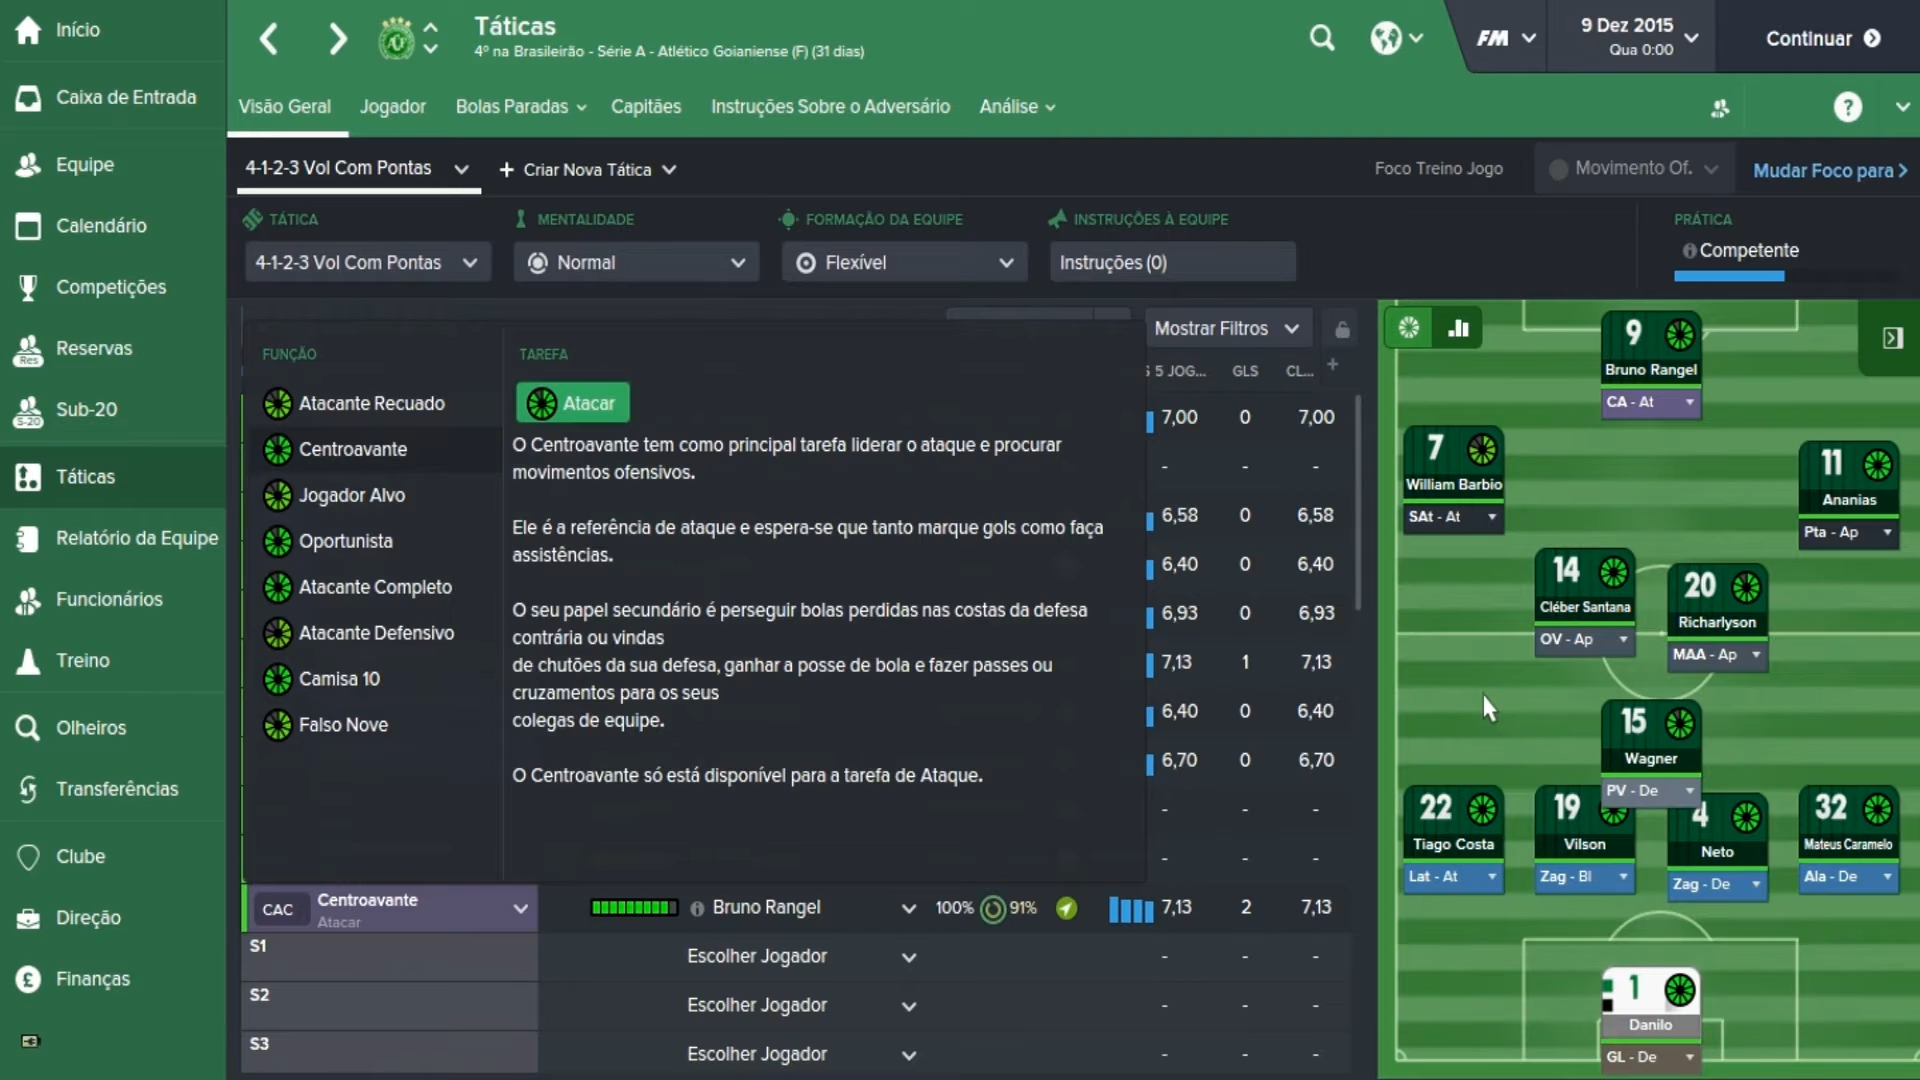 Início
Caixa de Entrada
Equipe
Calendário
Competições
Reservas
Res
Sub-20
S-20
Táticas
Relatório da Equipe
Funcionários
Treino
Olheiros
Transferências
Clube
Direção
Finanças
Táticas
4º na Brasileirão - Série A - Atlético Goianiense (F) (31 dias)
FM
9 Dez 2015
Qua 0:00
Continuar
Visão Geral
Jogador
Bolas Paradas
Capitães
Instruções Sobre o Adversário
Análise
?
4-1-2-3 Vol Com Pontas
+ Criar Nova Tática
Foco Treino Jogo
Movimento Of.
Mudar Foco para >
TÁTICA
4-1-2-3 Vol Com Pontas
MENTALIDADE
Normal
FORMAÇÃO DA EQUIPE
Flexível
INSTRUÇÕES À EQUIPE
Instruções (0)
PRÁTICA
Competente
Mostrar Filtros
5 JOG... GLS CL... +
FUNÇÃO
Atacante Recuado
Centroavante
Jogador Alvo
Oportunista
Atacante Completo
Atacante Defensivo
Camisa 10
Falso Nove
TAREFA
Atacar
O Centroavante tem como principal tarefa liderar o ataque e procurar
movimentos ofensivos.
Ele é a referência de ataque e espera-se que tanto marque gols como faça
assistências.
O seu papel secundário é perseguir bolas perdidas nas costas da defesa
contrária ou vindas
de chutões da sua defesa, ganhar a posse de bola e fazer passes ou
cruzamentos para os seus
colegas de equipe.
O Centroavante só está disponível para a tarefa de Ataque.
7,00 0 7,00
- - -
6,58 0 6,58
6,40 0 6,40
6,93 0 6,93
7,13 1 7,13
6,40 0 6,40
6,70 0 6,70
- - -
- - -
CAC Centroavante
Atacar
Bruno Rangel 100% 91% 7,13 2 7,13
S1 Escolher Jogador - - -
S2 Escolher Jogador - - -
S3 Escolher Jogador - - -
9
Bruno Rangel
CA - At
7
William Barbio
SAt - At
11
Ananias
Pta - Ap
14
Cléber Santana
OV - Ap
20
Richarlyson
MAA - Ap
15
Wagner
PV - De
22
Tiago Costa
Lat - At
19
Vilson
Zag - Bl
4
Neto
Zag - De
32
Mateus Caramelo
Ala - De
1
Danilo
GL - De